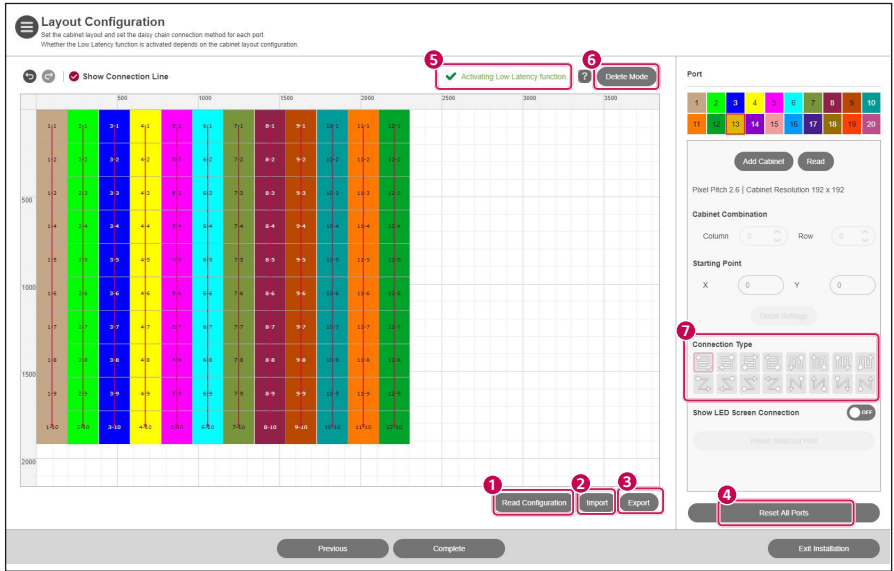 Layout Configuration
Set the cabinet layout and set the daisy chain connection method for each port.
Whether the Low Latency function is activated depends on the cabinet layout configuration.
5
6
Show Connection Line
Activating Low Latency function.
?
Delete Mode
Port
500 1000 1500 2000 2500 3000 3500
1 2 3 4 5 6 7 8 9 10
11 12 13 14 15 16 17 18 19 20
1-1 2-1 3-1 4-1 5-1 6-1 7-1 8-1 9-1 10-1 11-1 12-1
1-2 2-2 3-2 4-2 5-2 6-2 7-2 8-2 9-2 10-2 11-2 12-2
Add Cabinet Read
Pixel Pitch 2.6 | Cabinet Resolution 192 x 192
1-3 2-3 3-3 4-3 5-3 6-3 7-3 8-3 9-3 10-3 11-3 12-3
500
Cabinet Combination
1-4 2-4 3-4 4-4 5-4 6-4 7-4 8-4 9-4 10-4 11-4 12-4
Column 0 Row 0
1-5 2-5 3-5 4-5 5-5 6-5 7-5 8-5 9-5 10-5 11-5 12-5
Starting Point
1000
X 0 Y 0
1-6 2-6 3-6 4-6 5-6 6-6 7-6 8-6 9-6 10-6 11-6 12-6
Detail Settings
1-7 2-7 3-7 4-7 5-7 6-7 7-7 8-7 9-7 10-7 11-7 12-7
7
Connection Type
1-8 2-8 3-8 4-8 5-8 6-8 7-8 8-8 9-8 10-8 11-8 12-8
1500
1-9 2-9 3-9 4-9 5-9 6-9 7-9 8-9 9-9 10-9 11-9 12-9
Show LED Screen Connection OFF
1-10 2-10 3-10 4-10 5-10 6-10 7-10 8-10 9-10 10-10 11-10 12-10
Reset Selected Port
2000
1
2
3
4
Read Configuration Import Export
Reset All Ports
Previous Complete Exit Installation